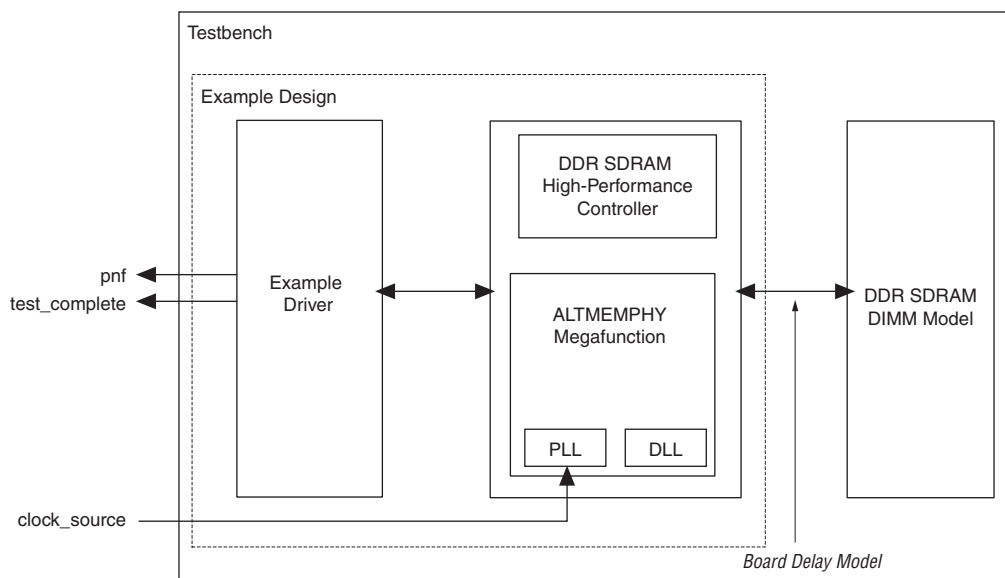 Testbench
Example Design
DDR SDRAM
High-Performance
Controller
pnf
test_complete
Example
Driver
ALTMEMPHY
Megafunction
DDR SDRAM
DIMM Model
PLL
DLL
clock_source
Board Delay Model